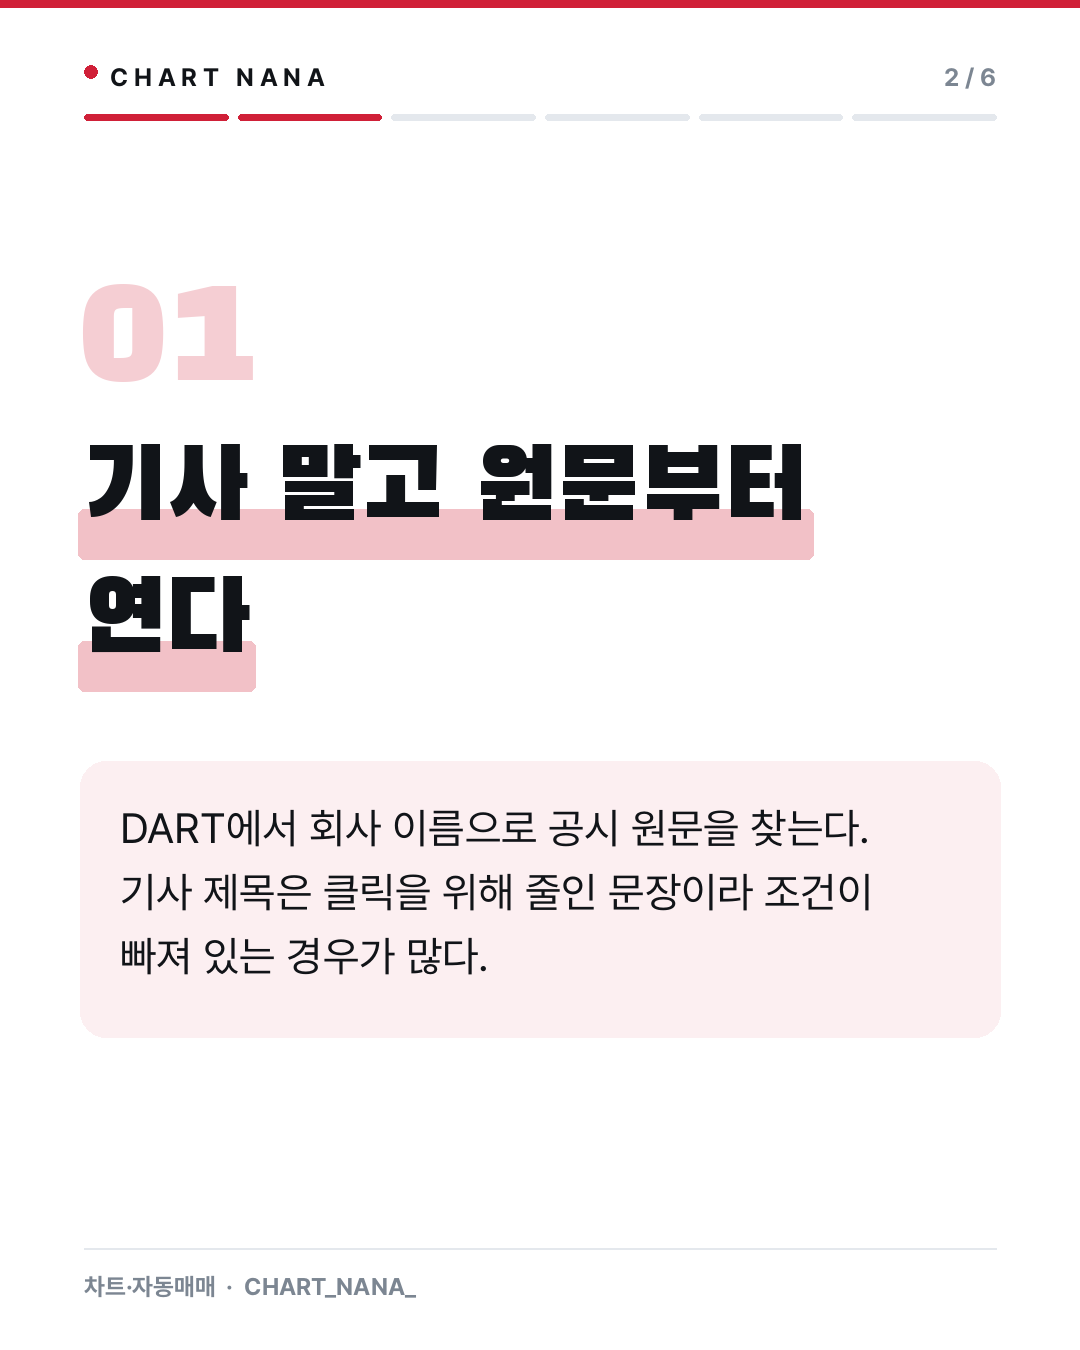 CHART NANA
2 / 6
01
기사 말고 원문부터
연다
DART에서 회사 이름으로 공시 원문을 찾는다.
기사 제목은 클릭을 위해 줄인 문장이라 조건이
빠져 있는 경우가 많다.
차트·자동매매 · CHART_NANA_